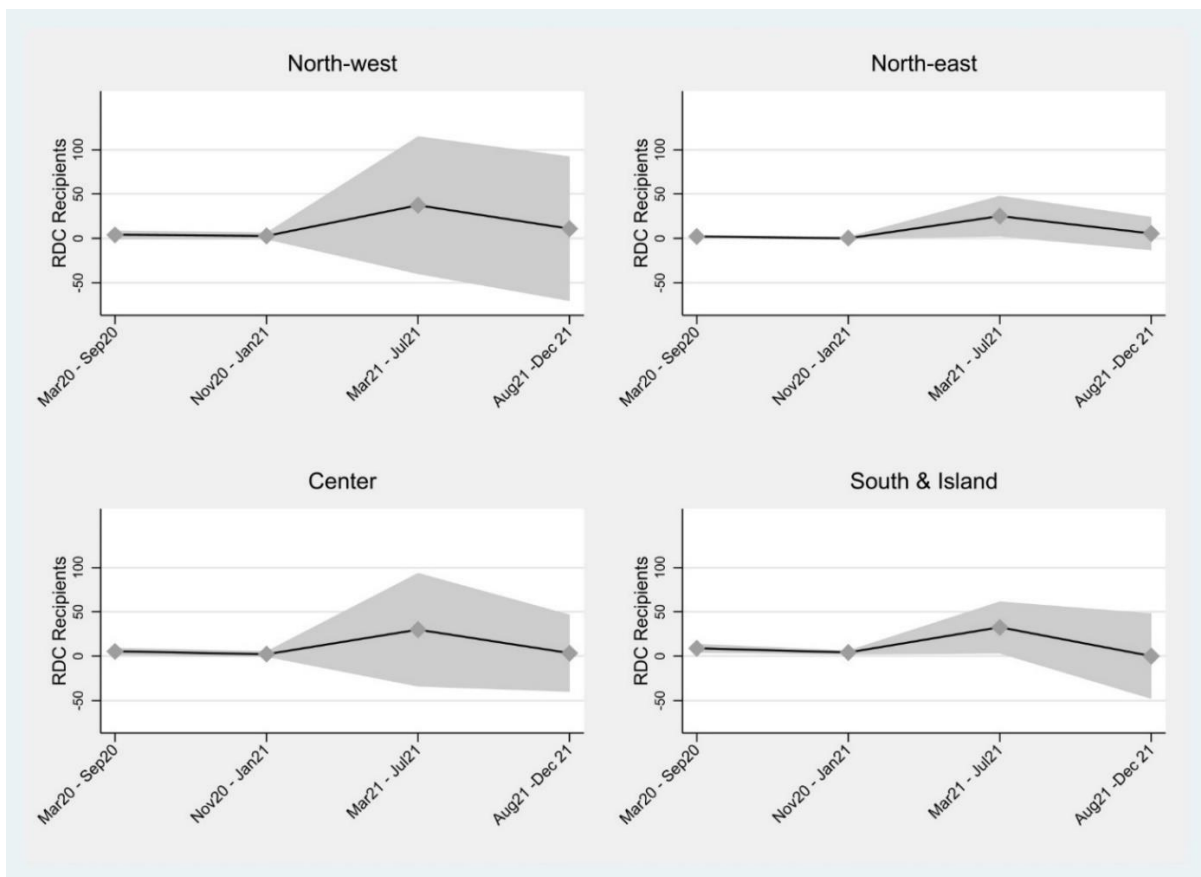 North-west
RDC Recipients
100
50
0
-50
Mar20 - Sep20
Nov20 - Jan21
Mar21 - Jul21
Aug21 -Dec 21
North-east
RDC Recipients
100
50
0
-50
Mar20 - Sep20
Nov20 - Jan21
Mar21 - Jul21
Aug21 -Dec 21
Center
RDC Recipients
100
50
0
-50
Mar20 - Sep20
Nov20 - Jan21
Mar21 - Jul21
Aug21 -Dec 21
South & Island
RDC Recipients
100
50
0
-50
Mar20 - Sep20
Nov20 - Jan21
Mar21 - Jul21
Aug21 -Dec 21